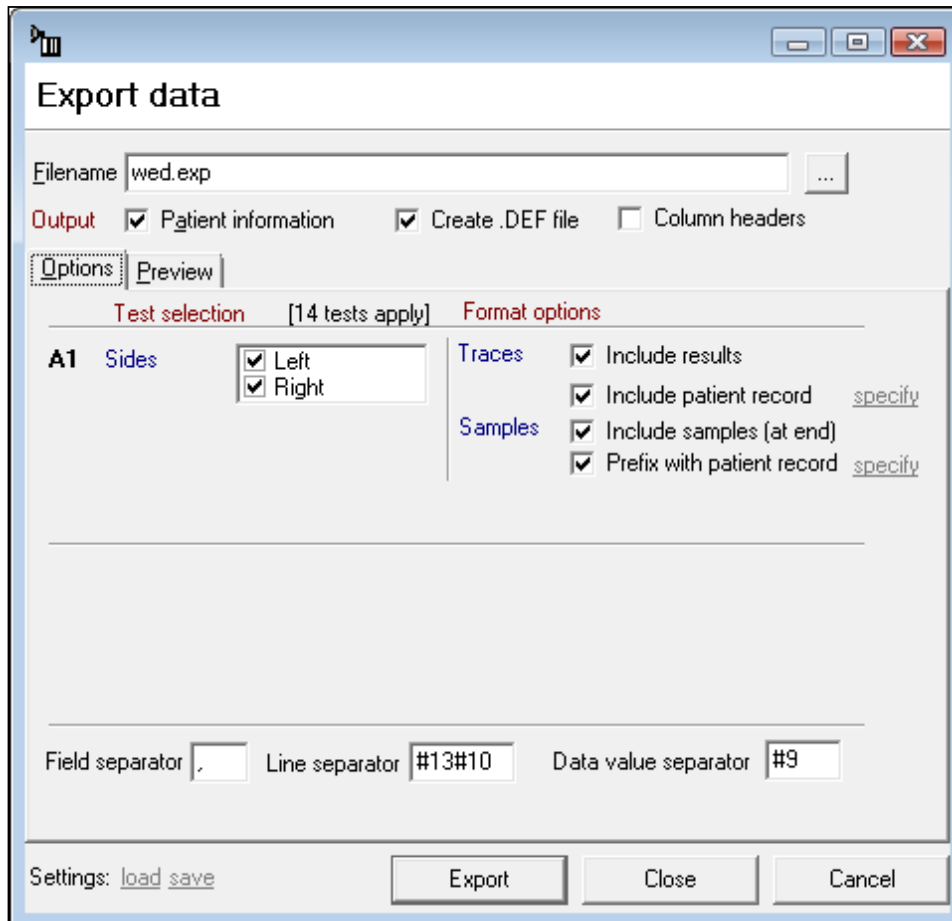 Export data
Filename wed.exp ...
Output Patient information Create .DEF file Column headers
Options Preview
Test selection [14 tests apply] Format options
A1 Sides Left Traces Include results
Right
Include patient record specify
Samples Include samples (at end)
Prefix with patient record specify
Field separator , Line separator #13#10 Data value separator #9
Settings: load save Export Close Cancel